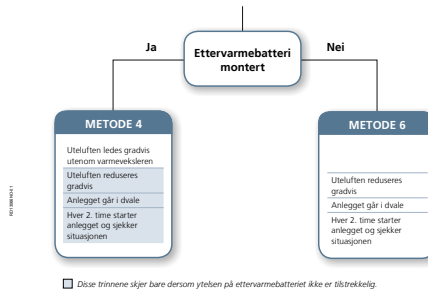 Ja
Ettervarmebatteri
montert
Nei
METODE 4
Uteluften ledes gradvis
utenom varmeveksleren
Uteluften reduseres
gradvis
Anlegget går i dvale
Hver 2. time starter
anlegget og sjekker
situasjonen
METODE 6
Uteluften reduseres
gradvis
Anlegget går i dvale
Hver 2. time starter
anlegget og sjekker
situasjonen
Disse trinnene skjer bare dersom ytelsen på ettervarmebatteriet ikke er tilstrekkelig.